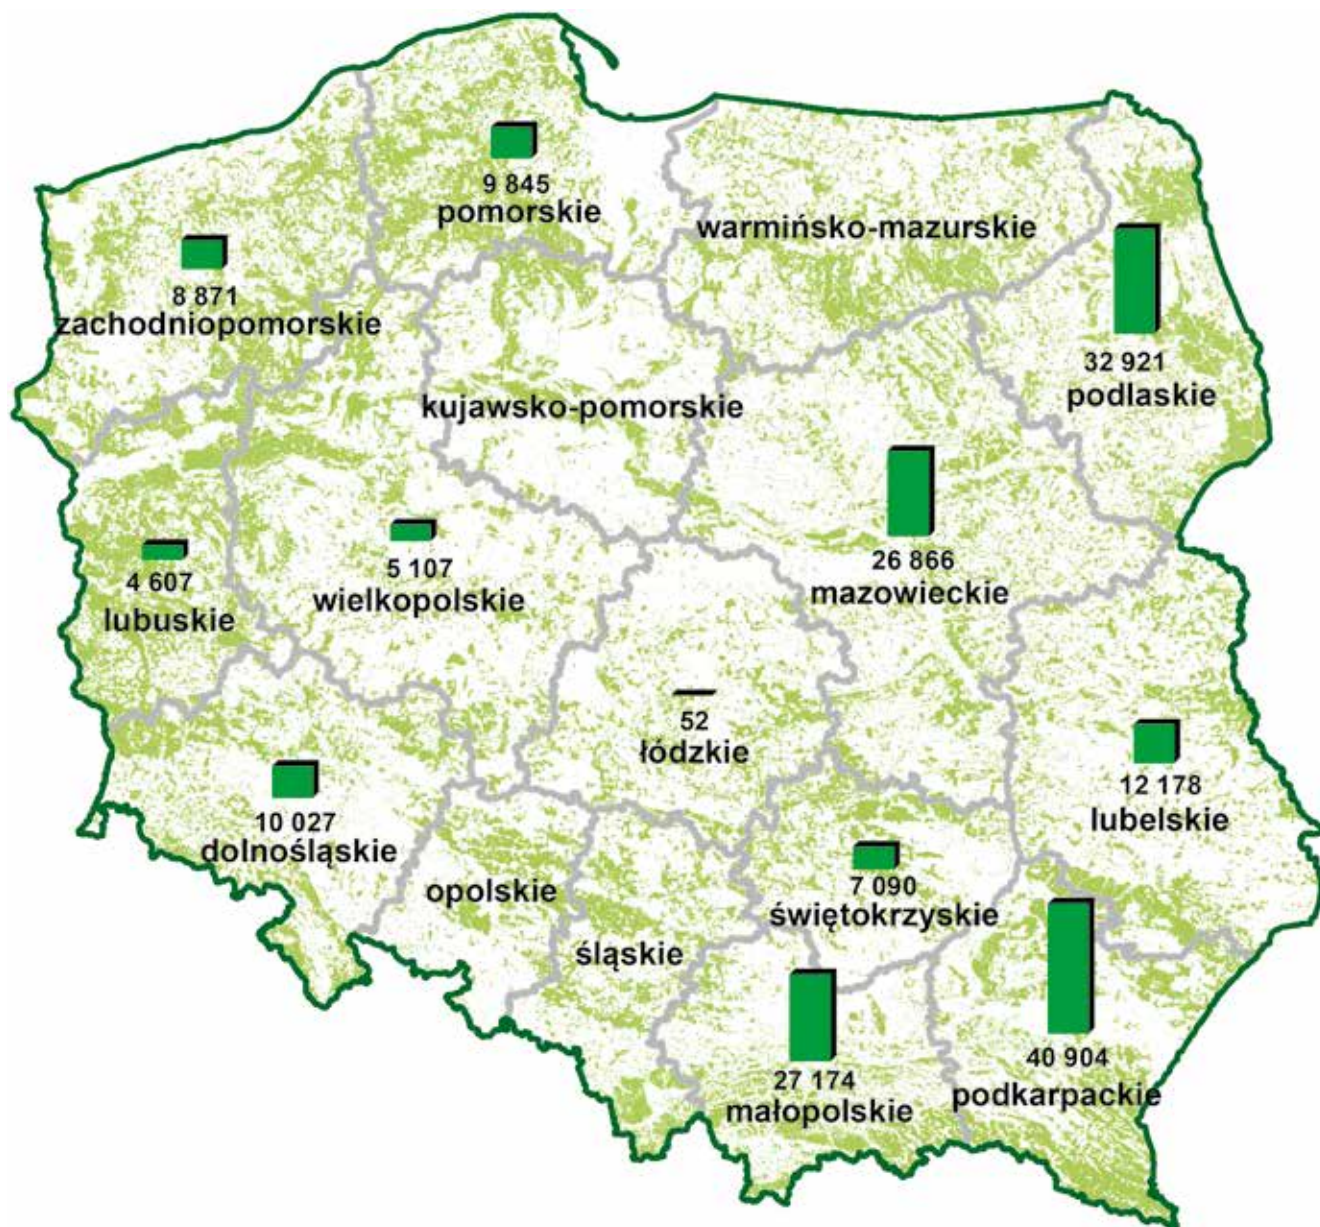 9 845
pomorskie
warmińsko-mazurskie
8 871
zachodniopomorskie
32 921
podlaskie
kujawsko-pomorskie
26 866
mazowieckie
4 607
lubuskie
5 107
wielkopolskie
52
łódzkie
12 178
lubelskie
10 027
dolnośląskie
opolskie
7 090
świętokrzyskie
śląskie
40 904
podkarpackie
27 174
małopolskie